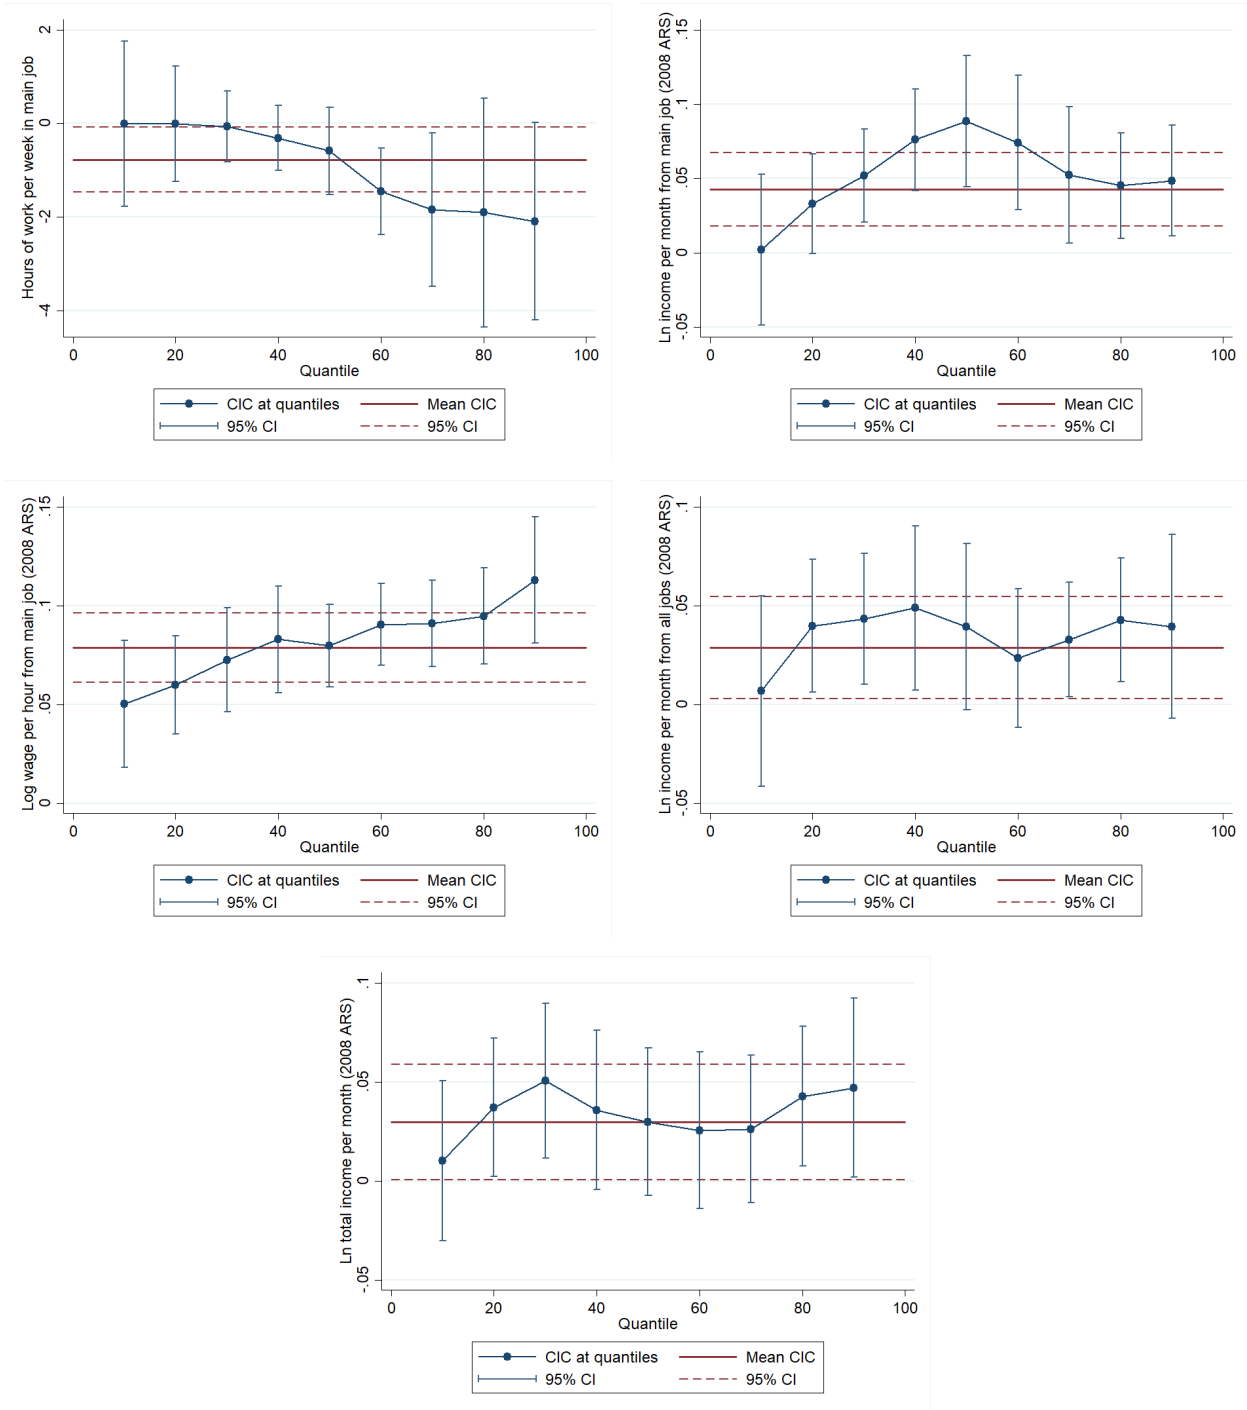 Hours of work per week in main job
2
0
-2
-4
0 20 40 60 80 100
Quantile
CIC at quantiles Mean CIC
95% CI 95% CI
Ln income per month from main job (2008 ARS)
.15
.1
.05
0
-.05
0 20 40 60 80 100
Quantile
CIC at quantiles Mean CIC
95% CI 95% CI
Log wage per hour from main job (2008 ARS)
.15
.1
.05
0
0 20 40 60 80 100
Quantile
CIC at quantiles Mean CIC
95% CI 95% CI
Ln income per month from all jobs (2008 ARS)
.1
.05
0
-.05
0 20 40 60 80 100
Quantile
CIC at quantiles Mean CIC
95% CI 95% CI
Ln total income per month (2008 ARS)
.1
.05
0
-.05
0 20 40 60 80 100
Quantile
CIC at quantiles Mean CIC
95% CI 95% CI